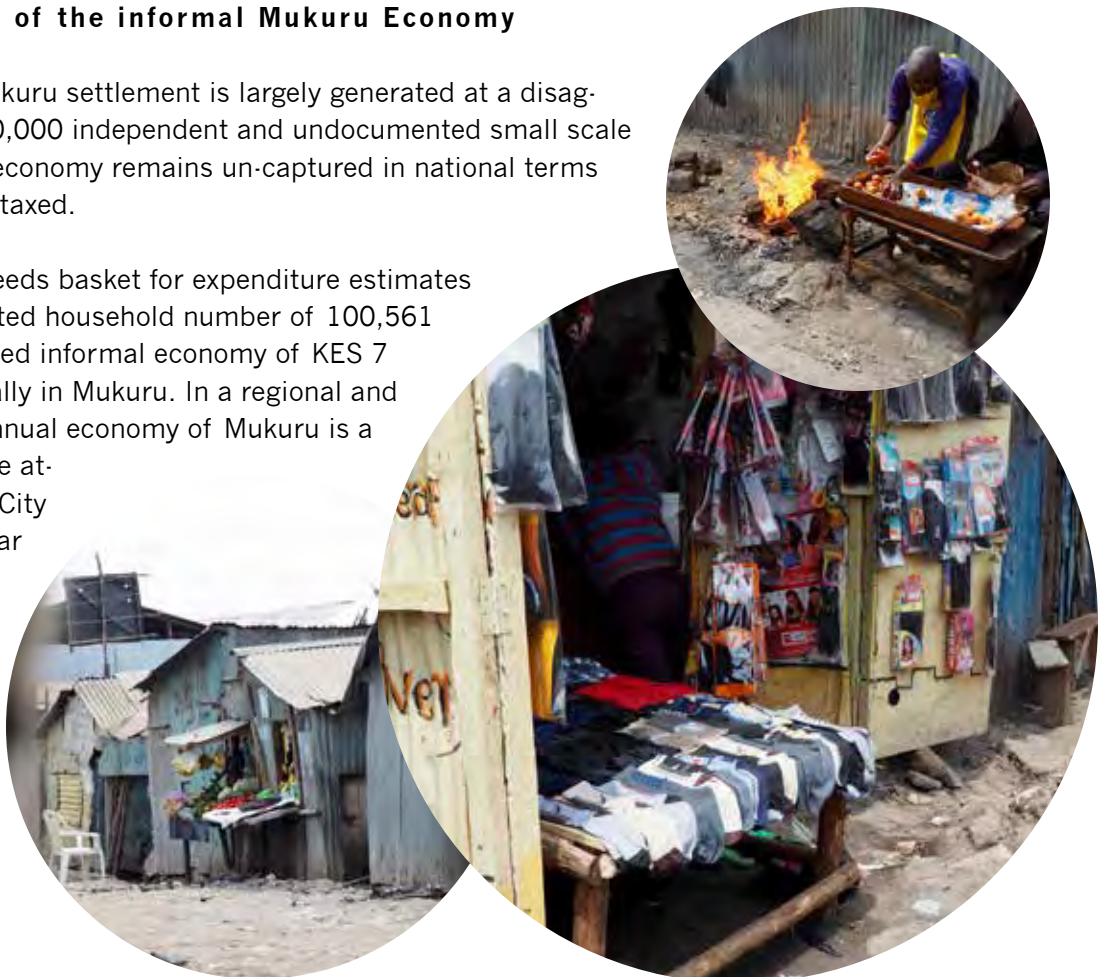 of the informal Mukuru Economy
kuru settlement is largely generated at a disag-
0,000 independent and undocumented small scale
economy remains un-captured in national terms
taxed.
eeds basket for expenditure estimates
ted household number of 100,561
ed informal economy of KES 7
ally in Mukuru. In a regional and
nnual economy of Mukuru is a
e at-
City
ar
eaf
Ver